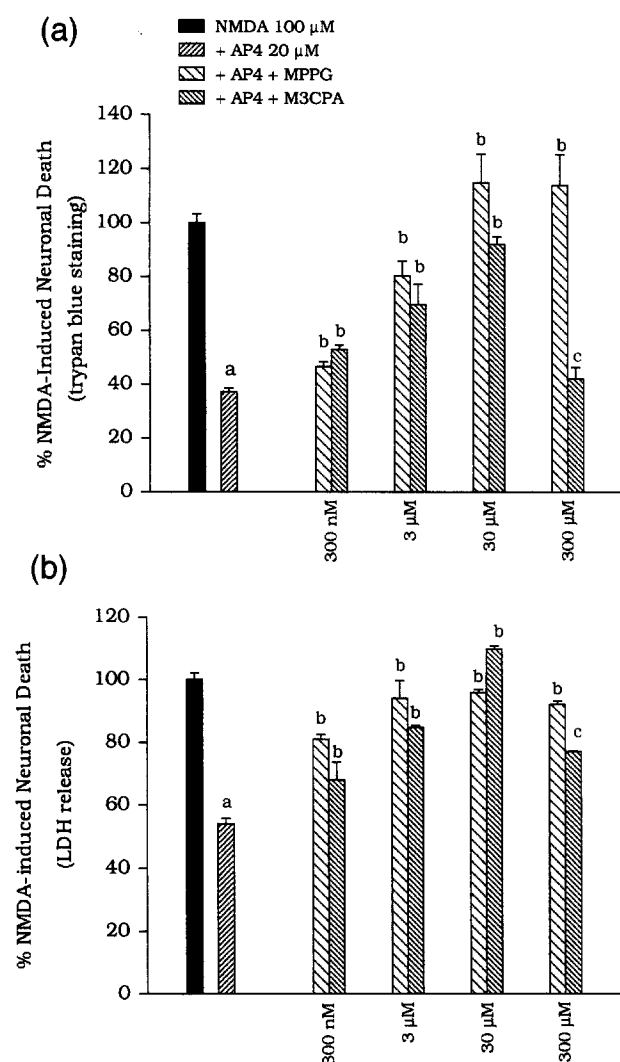 (a)
NMDA 100 µM
+ AP4 20 µM
+ AP4 + MPPG
+ AP4 + M3CPA
% NMDA-Induced Neuronal Death
(trypan blue staining)
140
120
100
80
60
40
20
0
a
b
b
b
b
b
b
b
c
300 nM
3 µM
30 µM
300 µM
(b)
% NMDA-induced Neuronal Death
(LDH release)
120
100
80
60
40
20
0
a
b
b
b
b
b
b
b
c
300 nM
3 µM
30 µM
300 µM